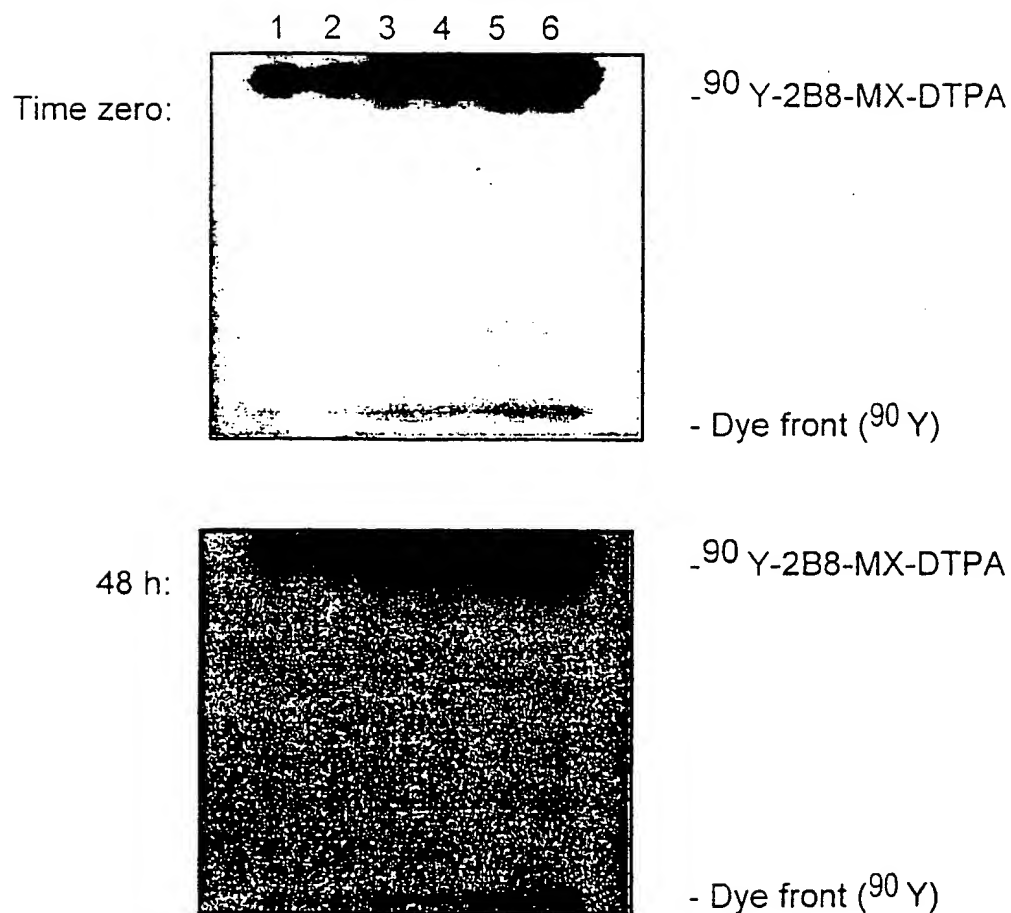 1 2 3 4 5 6
Time zero:
-90 Y-2B8-MX-DTPA
- Dye front (90 Y)
48 h:
-90 Y-2B8-MX-DTPA
- Dye front (90 Y)